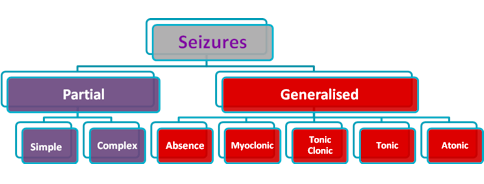 Seizures
Partial
Generalised
Simple
Complex
Absence
Myoclonic
Tonic
Clonic
Tonic
Atonic